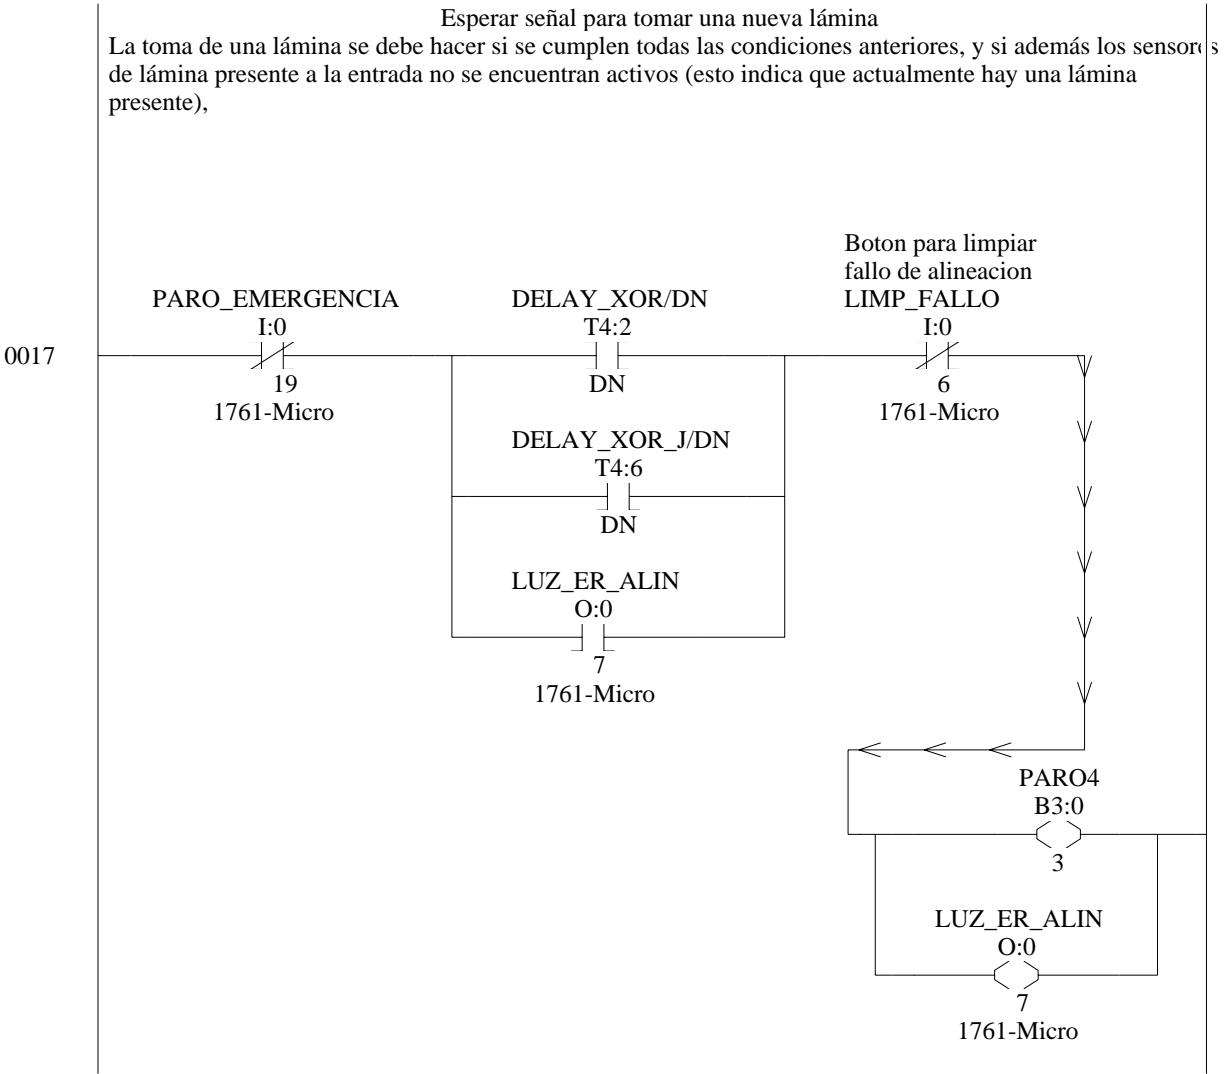 Esperar señal para tomar una nueva lámina
La toma de una lámina se debe hacer si se cumplen todas las condiciones anteriores, y si además los sensores
de lámina presente a la entrada no se encuentran activos (esto indica que actualmente hay una lámina
presente),
Boton para limpiar
fallo de alineacion
PARO_EMERGENCIA DELAY_XOR/DN LIMP_FALLO
I:0 T4:2 I:0
0017
19 DN 6
1761-Micro 1761-Micro
DELAY_XOR_J/DN
T4:6
DN
LUZ_ER_ALIN
O:0
7
1761-Micro
PARO4
B3:0
3
LUZ_ER_ALIN
O:0
7
1761-Micro